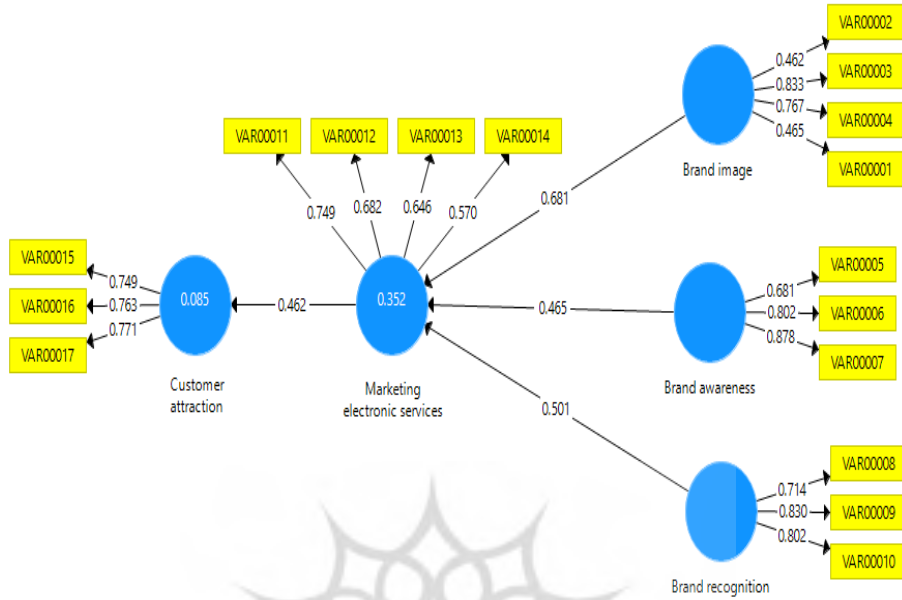 VAR00002
0.462
VAR00003
0.833
0.767
VAR00004
0.465
VAR00001
Brand image
VAR00011
VAR00012
VAR00013
VAR00014
0.749
0.682
0.646
0.570
0.681
VAR00015
0.749
VAR00016
0.763
0.771
VAR00017
0.085
0.462
0.352
0.465
Customer
attraction
Marketing
electronic services
VAR00005
0.681
0.802
VAR00006
0.878
VAR00007
Brand awareness
0.501
VAR00008
0.714
0.830
VAR00009
0.802
VAR00010
Brand recognition